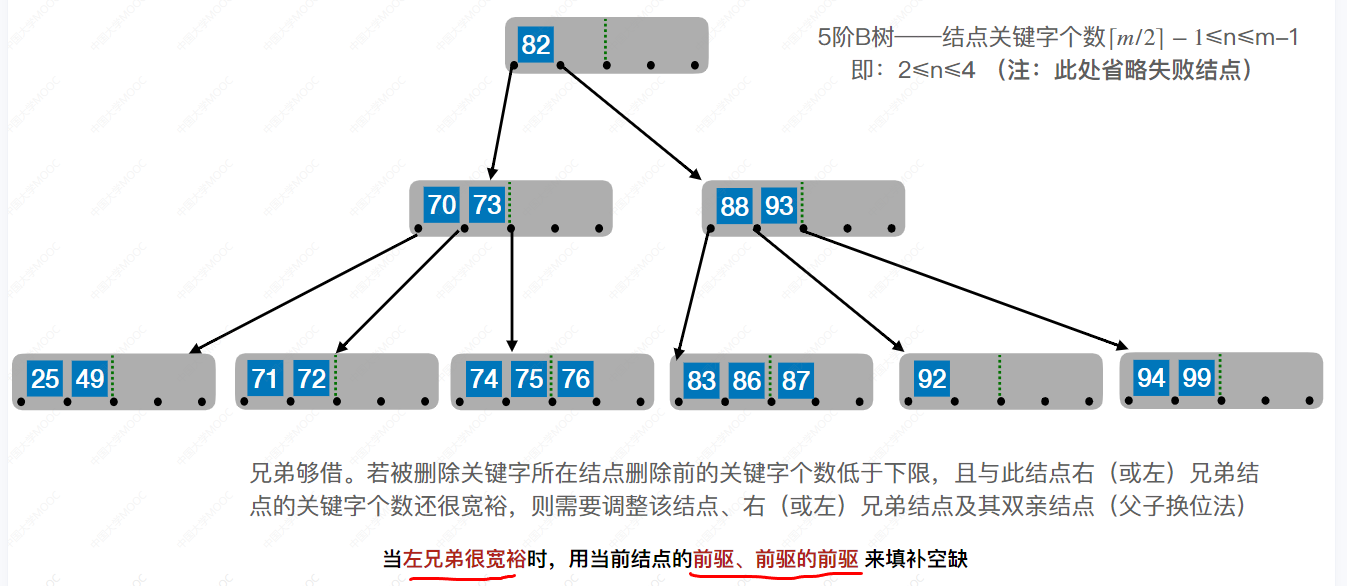 82
5阶B树——结点关键字个数⌈m/2⌉ − 1≤n≤m−1
即：2≤n≤4 （注：此处省略失败结点）
70 73
88 93
25 49
71 72
74 75 76
83 86 87
92
94 99
兄弟够借。若被删除关键字所在结点删除前的关键字个数低于下限，且与此结点右（或左）兄弟结
点的关键字个数还很宽裕，则需要调整该结点、右（或左）兄弟结点及其双亲结点（父子换位法）
当左兄弟很宽裕时，用当前结点的前驱、前驱的前驱 来填补空缺